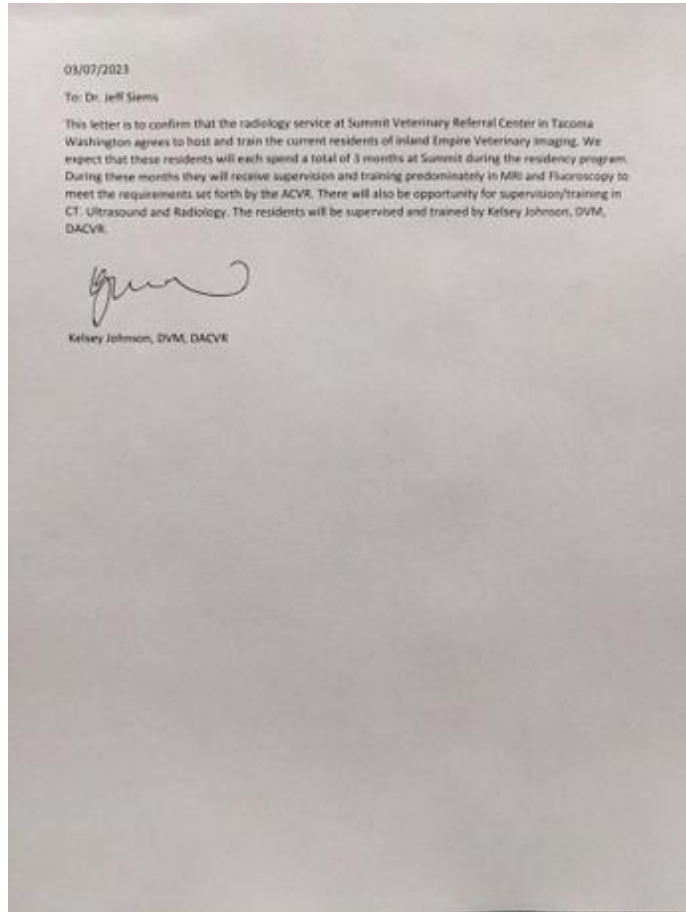 03/07/2023
To: Dr. Jeff Siems
This letter is to confirm that the radiology service at Summit Veterinary Referral Center in Tacoma
Washington agrees to host and train the current residents of Inland Empire Veterinary Imaging. We
expect that these residents will each spend a total of 3 months at Summit during the residency program.
During these months they will receive supervision and training predominately in MRI and Fluoroscopy to
meet the requirements set forth by the ACVR. There will also be opportunity for supervision/training in
CT. Ultrasound and Radiology. The residents will be supervised and trained by Kelsey Johnson, DVM,
DACVR.
Kelsey Johnson, DVM, DACVR